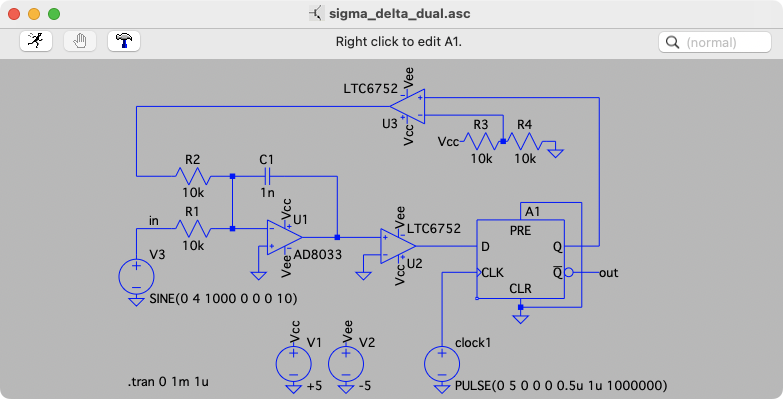 sigma_delta_dual.asc
Right click to edit A1.
(normal)
LTC6752
Vee
U3
Vcc
R3
R4
Vcc
10k
10k
R2
C1
10k
1n
in
R1
10k
Vcc
U1
Vee
AD8033
Vee
LTC6752
Vcc
U2
A1
PRE
D
Q
CLK
Q
out
CLR
V3
SINE(0 4 1000 0 0 0 10)
Vcc
V1
+5
Vee
V2
-5
clock1
PULSE(0 5 0 0 0 0.5u 1u 1000000)
.tran 0 1m 1u